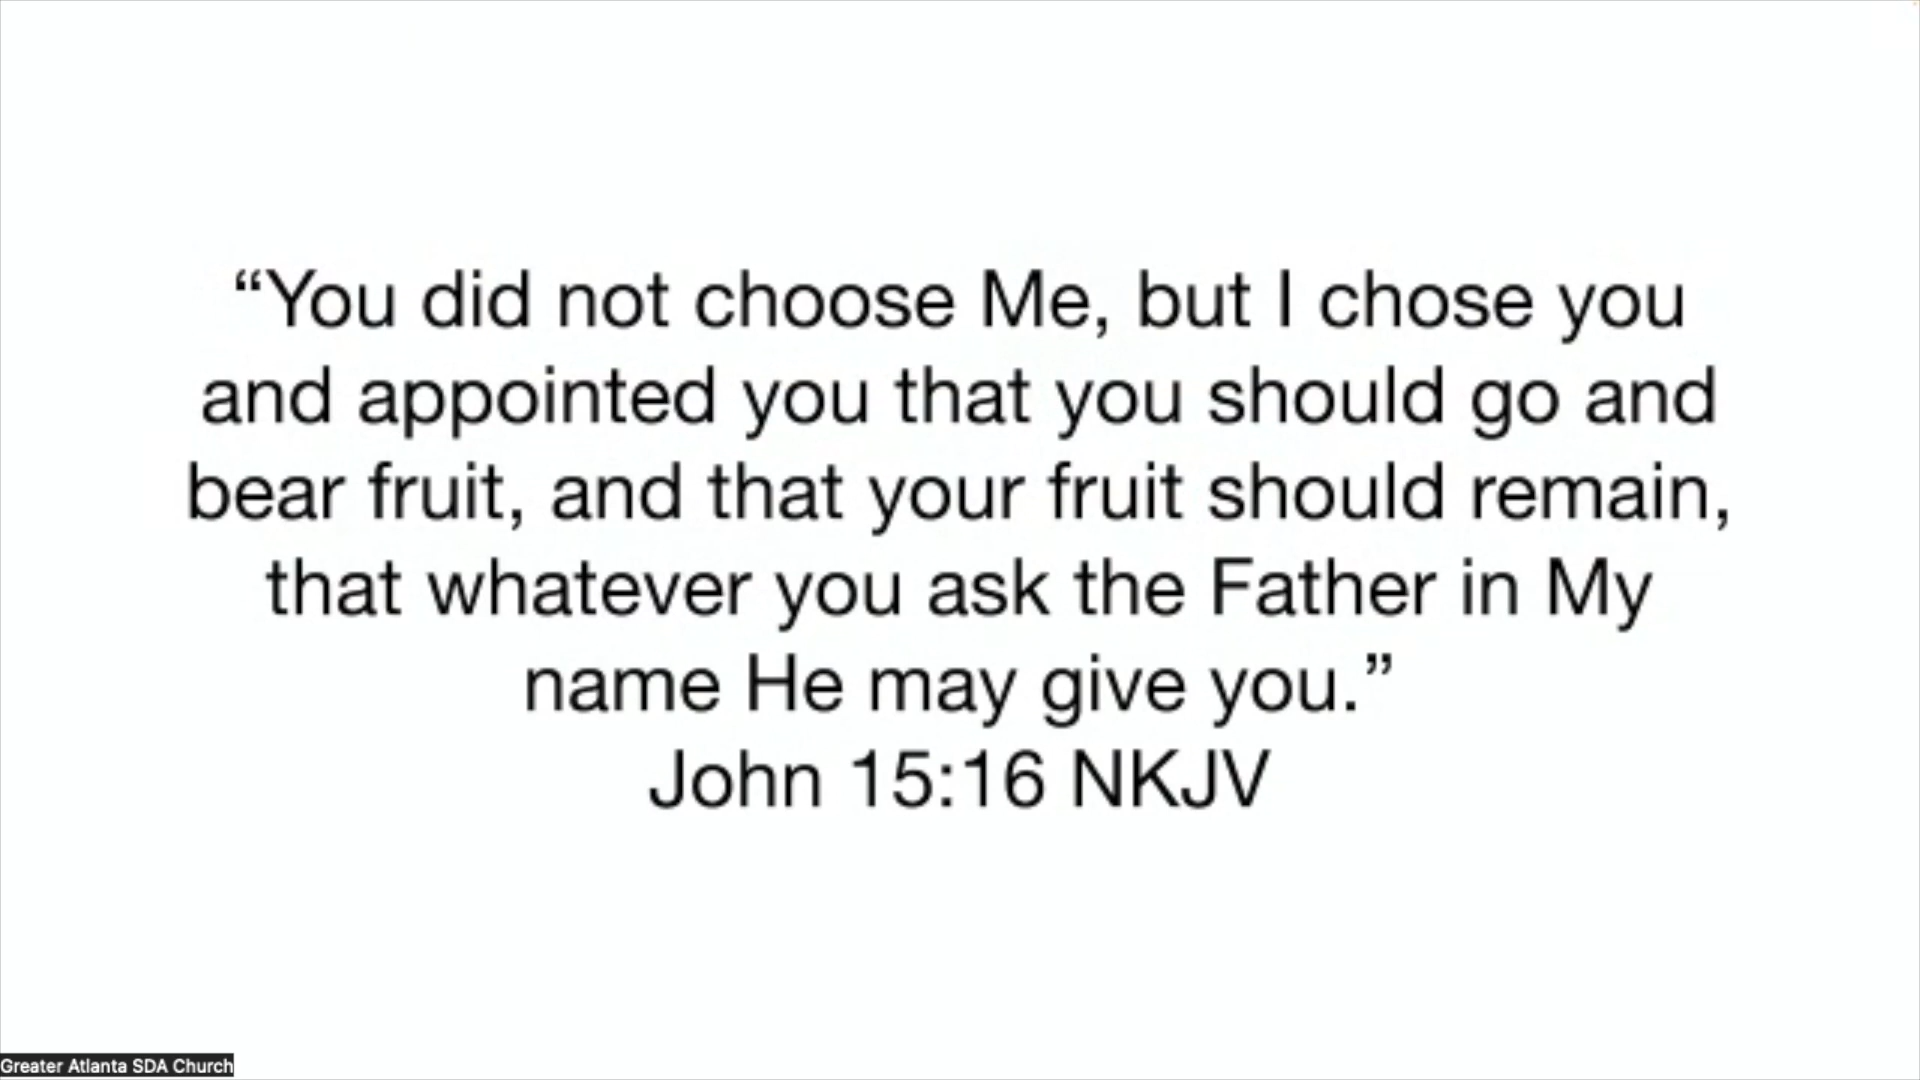 “You did not choose Me, but I chose you
and appointed you that you should go and
bear fruit, and that your fruit should remain,
that whatever you ask the Father in My
name He may give you.”
John 15:16 NKJV
Greater Atlanta SDA Church